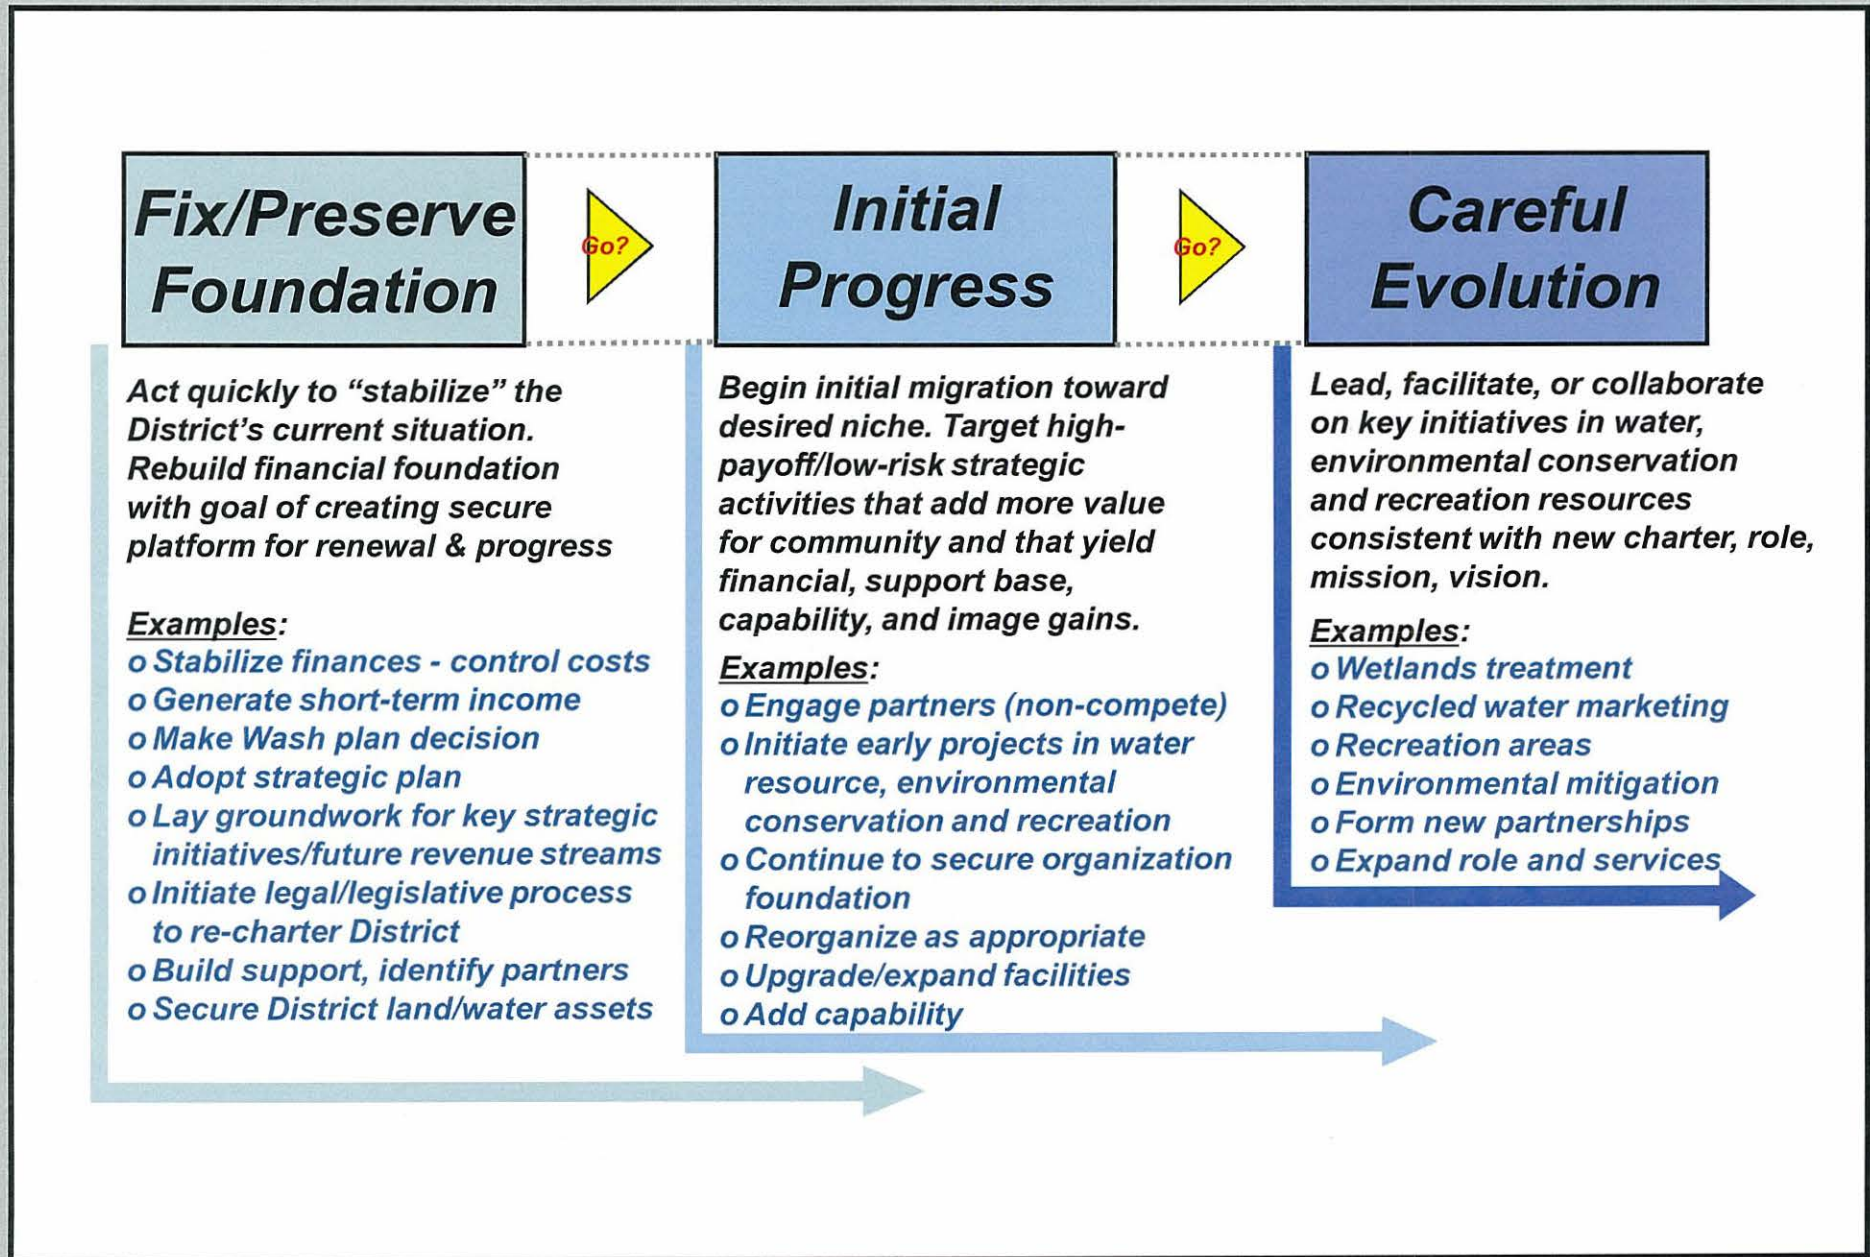 Fix/Preserve
Foundation
Go?
Initial
Progress
Go?
Careful
Evolution
Act quickly to “stabilize” the
District’s current situation.
Rebuild financial foundation
with goal of creating secure
platform for renewal & progress
Examples:
o Stabilize finances - control costs
o Generate short-term income
o Make Wash plan decision
o Adopt strategic plan
o Lay groundwork for key strategic
initiatives/future revenue streams
o Initiate legal/legislative process
to re-charter District
o Build support, identify partners
o Secure District land/water assets
Begin initial migration toward
desired niche. Target high-
payoff/low-risk strategic
activities that add more value
for community and that yield
financial, support base,
capability, and image gains.
Examples:
o Engage partners (non-compete)
o Initiate early projects in water
resource, environmental
conservation and recreation
o Continue to secure organization
foundation
o Reorganize as appropriate
o Upgrade/expand facilities
o Add capability
Lead, facilitate, or collaborate
on key initiatives in water,
environmental conservation
and recreation resources
consistent with new charter, role,
mission, vision.
Examples:
o Wetlands treatment
o Recycled water marketing
o Recreation areas
o Environmental mitigation
o Form new partnerships
o Expand role and services